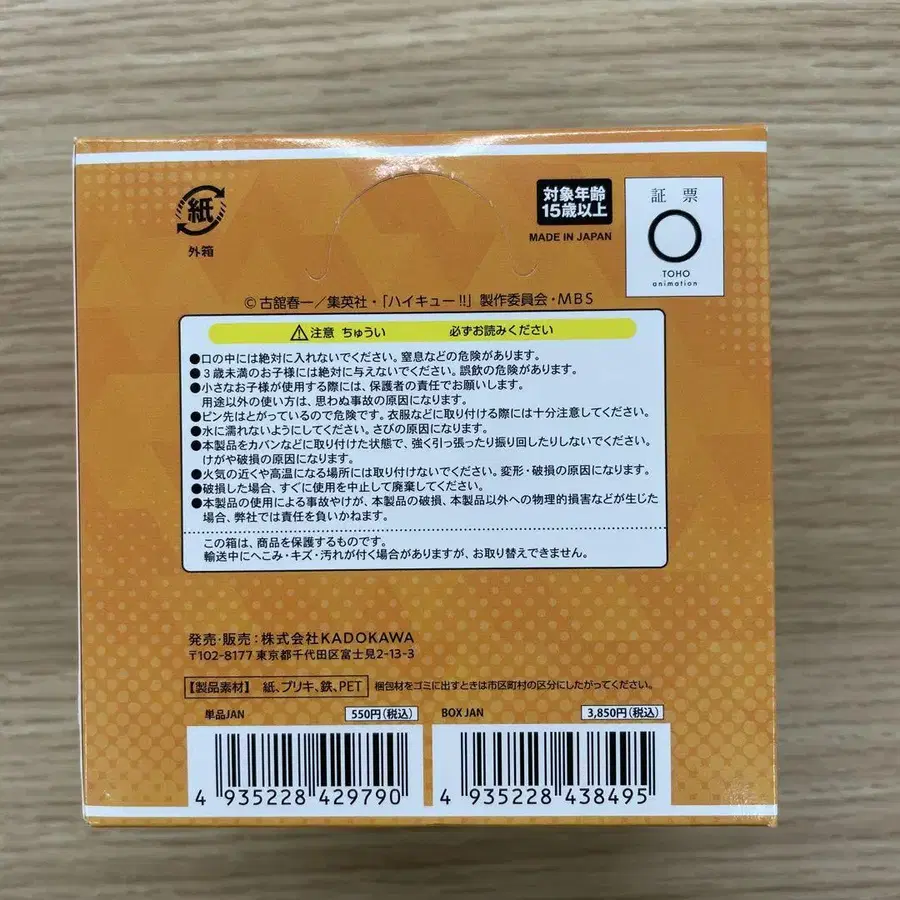 紙
外箱
対象年齢
15歳以上
MADE IN JAPAN
証票
TOHO
animation
©古舘春一／集英社・「ハイキュー!!」製作委員会・MBS
注意 ちゅうい 必ずお読みください
●口の中には絶対に入れないでください。窒息などの危険があります。
●3歳未満のお子様には絶対に与えないでください。誤飲の危険があります。
●小さなお子様が使用する際には、保護者の責任でお願いします。
用途以外の使い方は、思わぬ事故の原因になります。
●ピン先はとがっているので危険です。衣服などに取り付ける際には十分注意してください。
●水に濡れないようにしてください。さびの原因になります。
●本製品をカバンなどに取り付けた状態で、強く引っ張ったり振り回したりしないでください。
けがや破損の原因になります。
●火気の近くや高温になる場所には取り付けないでください。変形・破損の原因になります。
●破損した場合、すぐに使用を中止して廃棄してください。
●本製品の使用による事故やけが、本製品の破損、本製品以外への物理的損害などが生じた
場合、弊社では責任を負いかねます。
この箱は、商品を保護するものです。
輸送中にへこみ・キズ・汚れが付く場合がありますが、お取り替えできません。
発売・販売：株式会社KADOKAWA
〒102-8177 東京都千代田区富士見2-13-3
【製品素材】 紙、ブリキ、鉄、PET 梱包材をゴミに出すときは市区町村の区分にしたがってください。
単品JAN 550円(税込) BOX JAN 3,850円(税込)
4 935228 429790 4 935228 438495